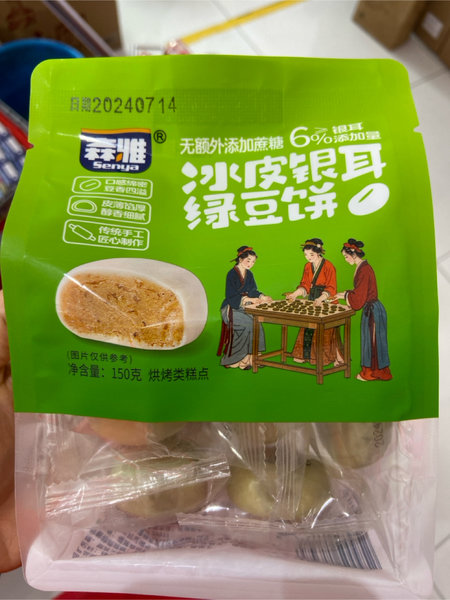 日期20240714
森雅®
Senya
无额外添加蔗糖
6%≥ 银耳
添加量
冰皮银耳
绿豆饼
口感绵密
豆香四溢
皮薄馅厚
醇香细腻
传统手工
匠心制作
(图片仅供参考)
净含量：150克 烘烤类糕点